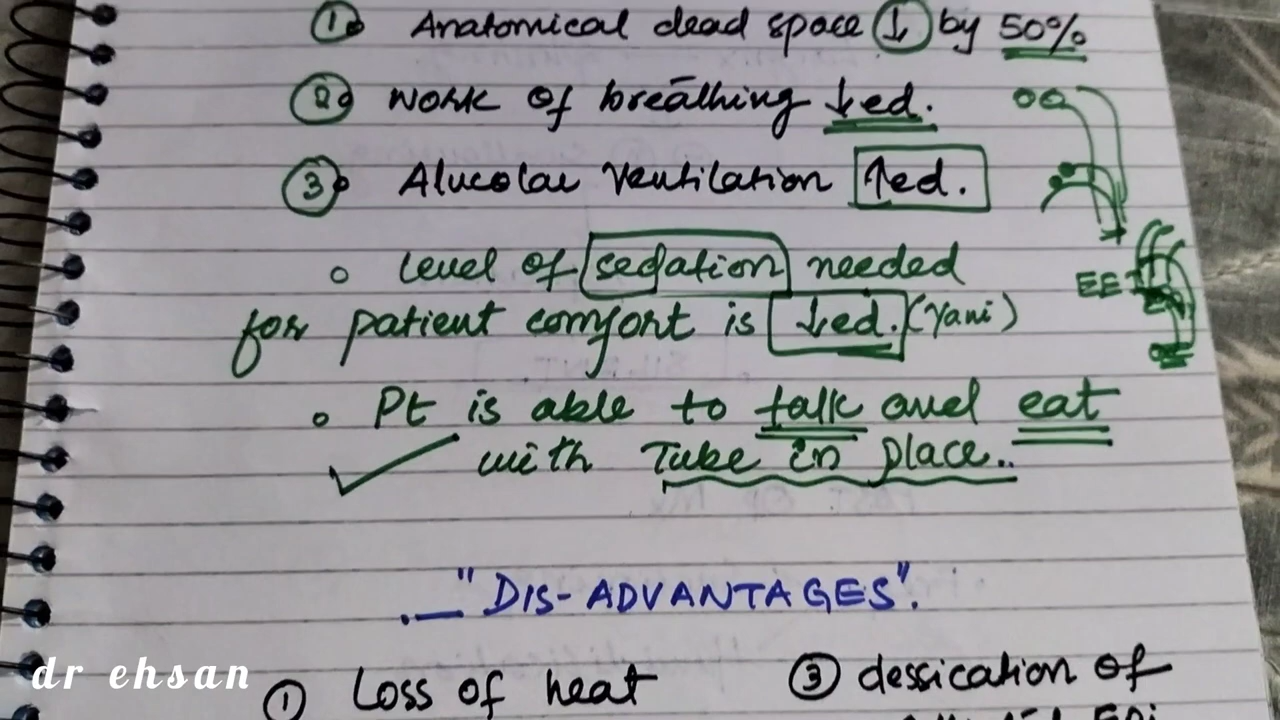 ① Anatomical dead space ↓ by 50%
② Work of breathing ↓ed.
③ Alveolar Ventilation ↑ed.
○ level of sedation needed
for patient comfort is ↓ed. (Yani)
○ Pt is able to talk and eat
with Tube in place..
"DIS-ADVANTAGES".
① Loss of heat
③ dessication of
dr ehsan